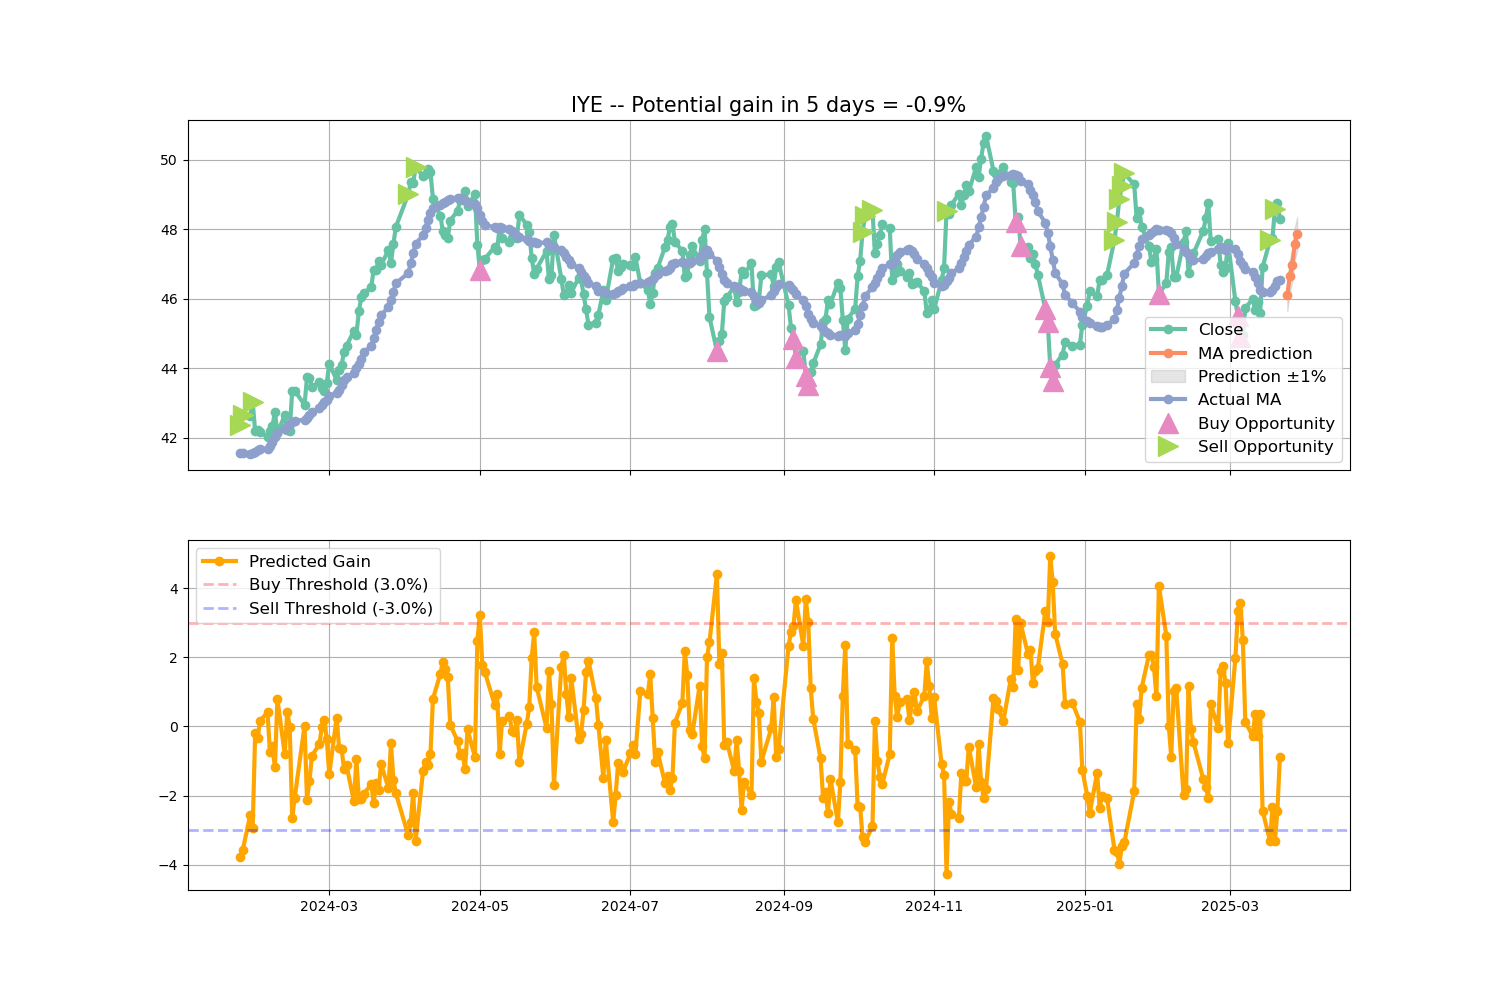 IYE -- Potential gain in 5 days = -0.9%
50
48
46
44
42
Close
MA prediction
Prediction ±1%
Actual MA
Buy Opportunity
Sell Opportunity
Predicted Gain
Buy Threshold (3.0%)
Sell Threshold (-3.0%)
4
2
0
−2
−4
2024-03 2024-05 2024-07 2024-09 2024-11 2025-01 2025-03